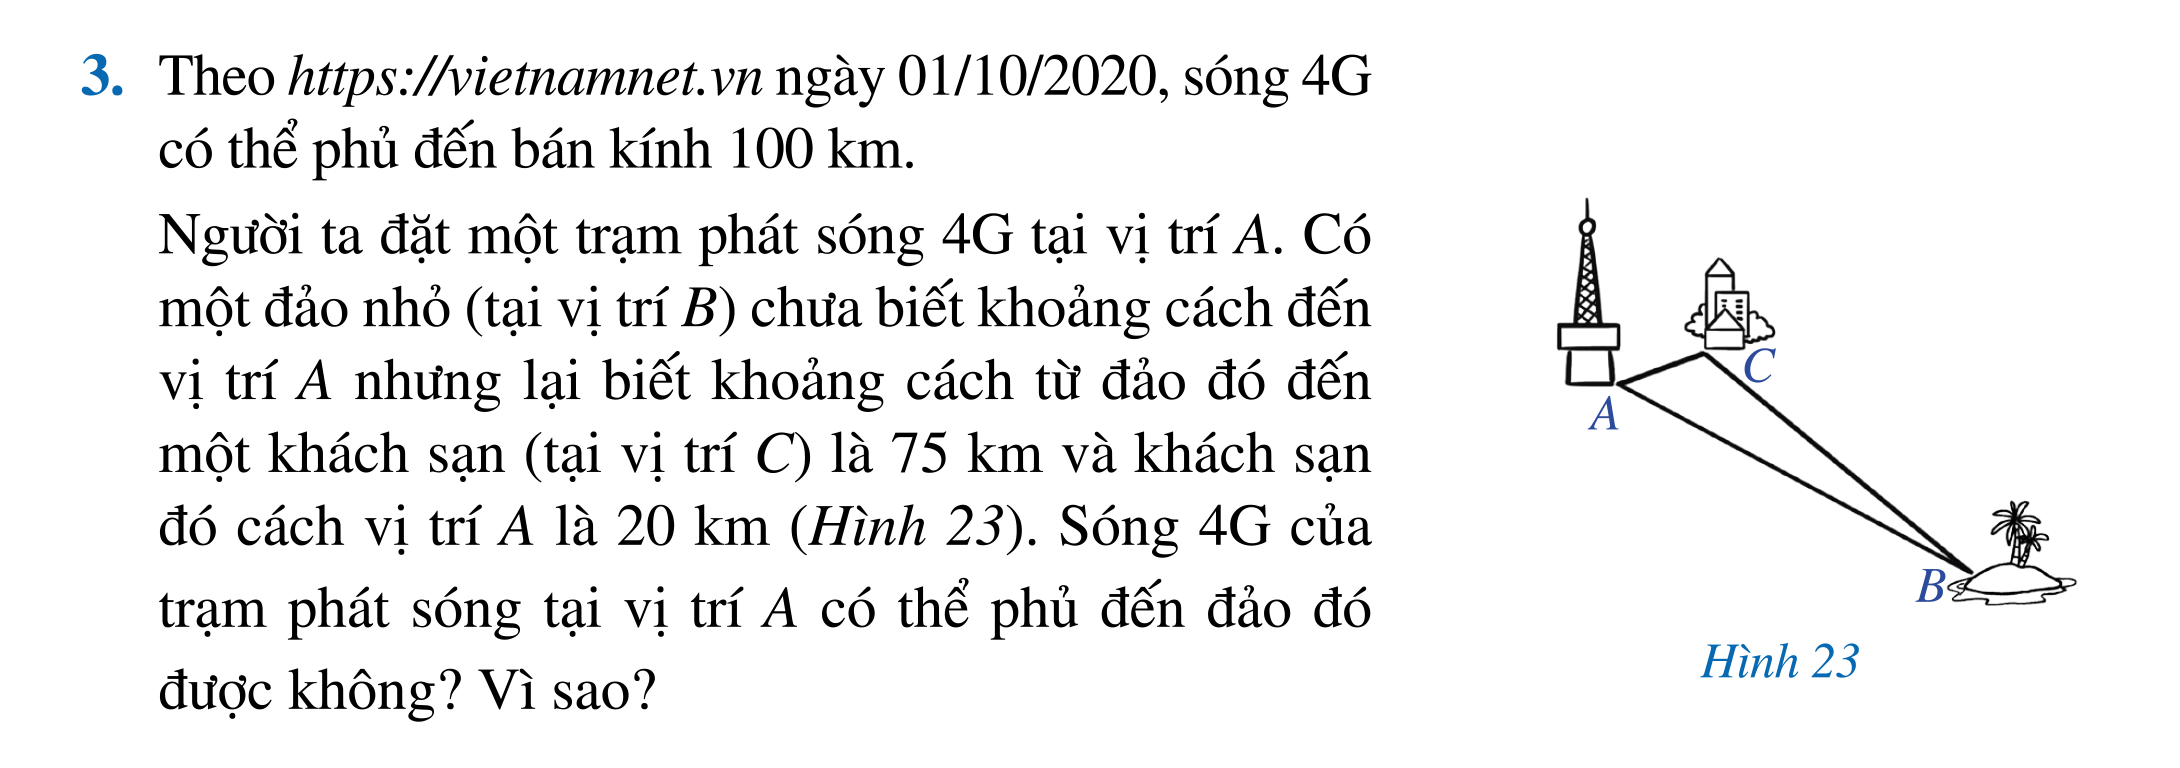 3. Theo https://vietnamnet.vn ngày 01/10/2020, sóng 4G
có thể phủ đến bán kính 100 km.
Người ta đặt một trạm phát sóng 4G tại vị trí A. Có
một đảo nhỏ (tại vị trí B) chưa biết khoảng cách đến
vị trí A nhưng lại biết khoảng cách từ đảo đó đến
một khách sạn (tại vị trí C) là 75 km và khách sạn
đó cách vị trí A là 20 km (Hình 23). Sóng 4G của
trạm phát sóng tại vị trí A có thể phủ đến đảo đó
được không? Vì sao?
C
A
B
Hình 23